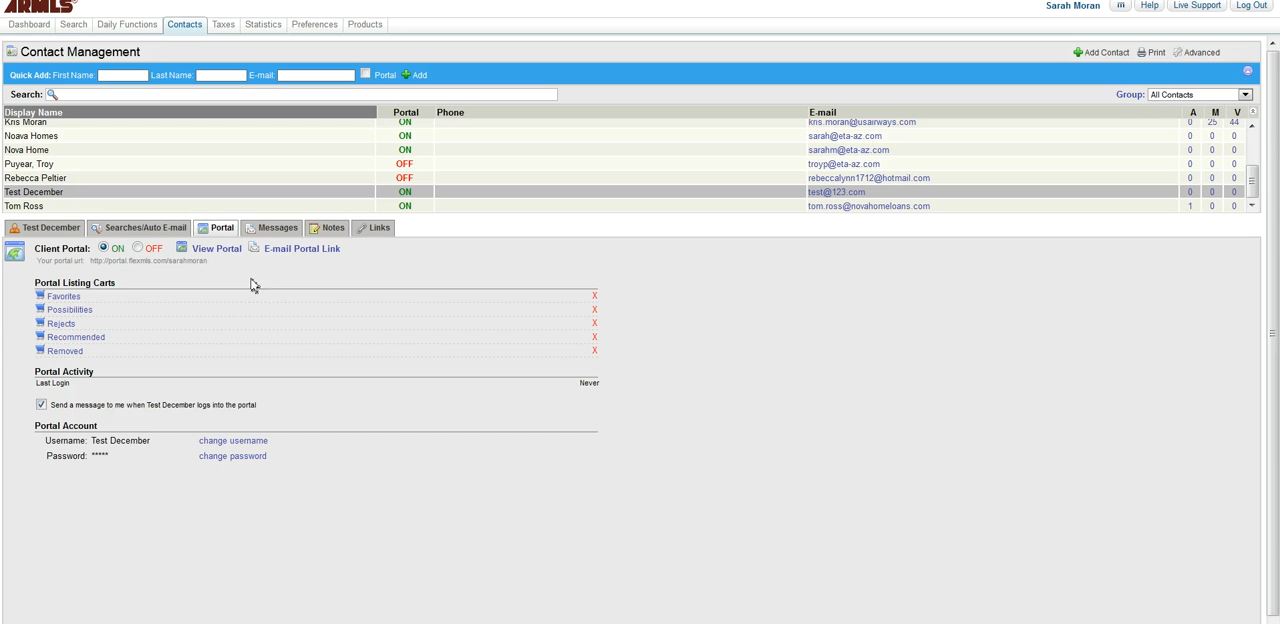 ARMLS
Sarah Moran m Help Live Support Log Out
Dashboard Search Daily Functions Contacts Taxes Statistics Preferences Products
Contact Management Add Contact Print Advanced
Quick Add: First Name: Last Name: E-mail: Portal Add
Search: Group: All Contacts
Display Name Portal Phone E-mail A M V
Kris Moran ON kris.moran@usairways.com 0 25 44
Noava Homes ON sarah@eta-az.com 0 0 0
Nova Home ON sarahm@eta-az.com 0 0 0
Puyear, Troy OFF troyp@eta-az.com 0 0 0
Rebecca Peltier OFF rebeccalynn1712@hotmail.com 0 0 0
Test December ON test@123.com 0 0 0
Tom Ross ON tom.ross@novahomeloans.com 1 0 0
Test December Searches/Auto E-mail Portal Messages Notes Links
Client Portal: ON OFF View Portal E-mail Portal Link
Your portal url: http://portal.flexmls.com/sarahmoran
Portal Listing Carts
Favorites X
Possibilities X
Rejects X
Recommended X
Removed X
Portal Activity
Last Login Never
Send a message to me when Test December logs into the portal
Portal Account
Username: Test December change username
Password: ***** change password